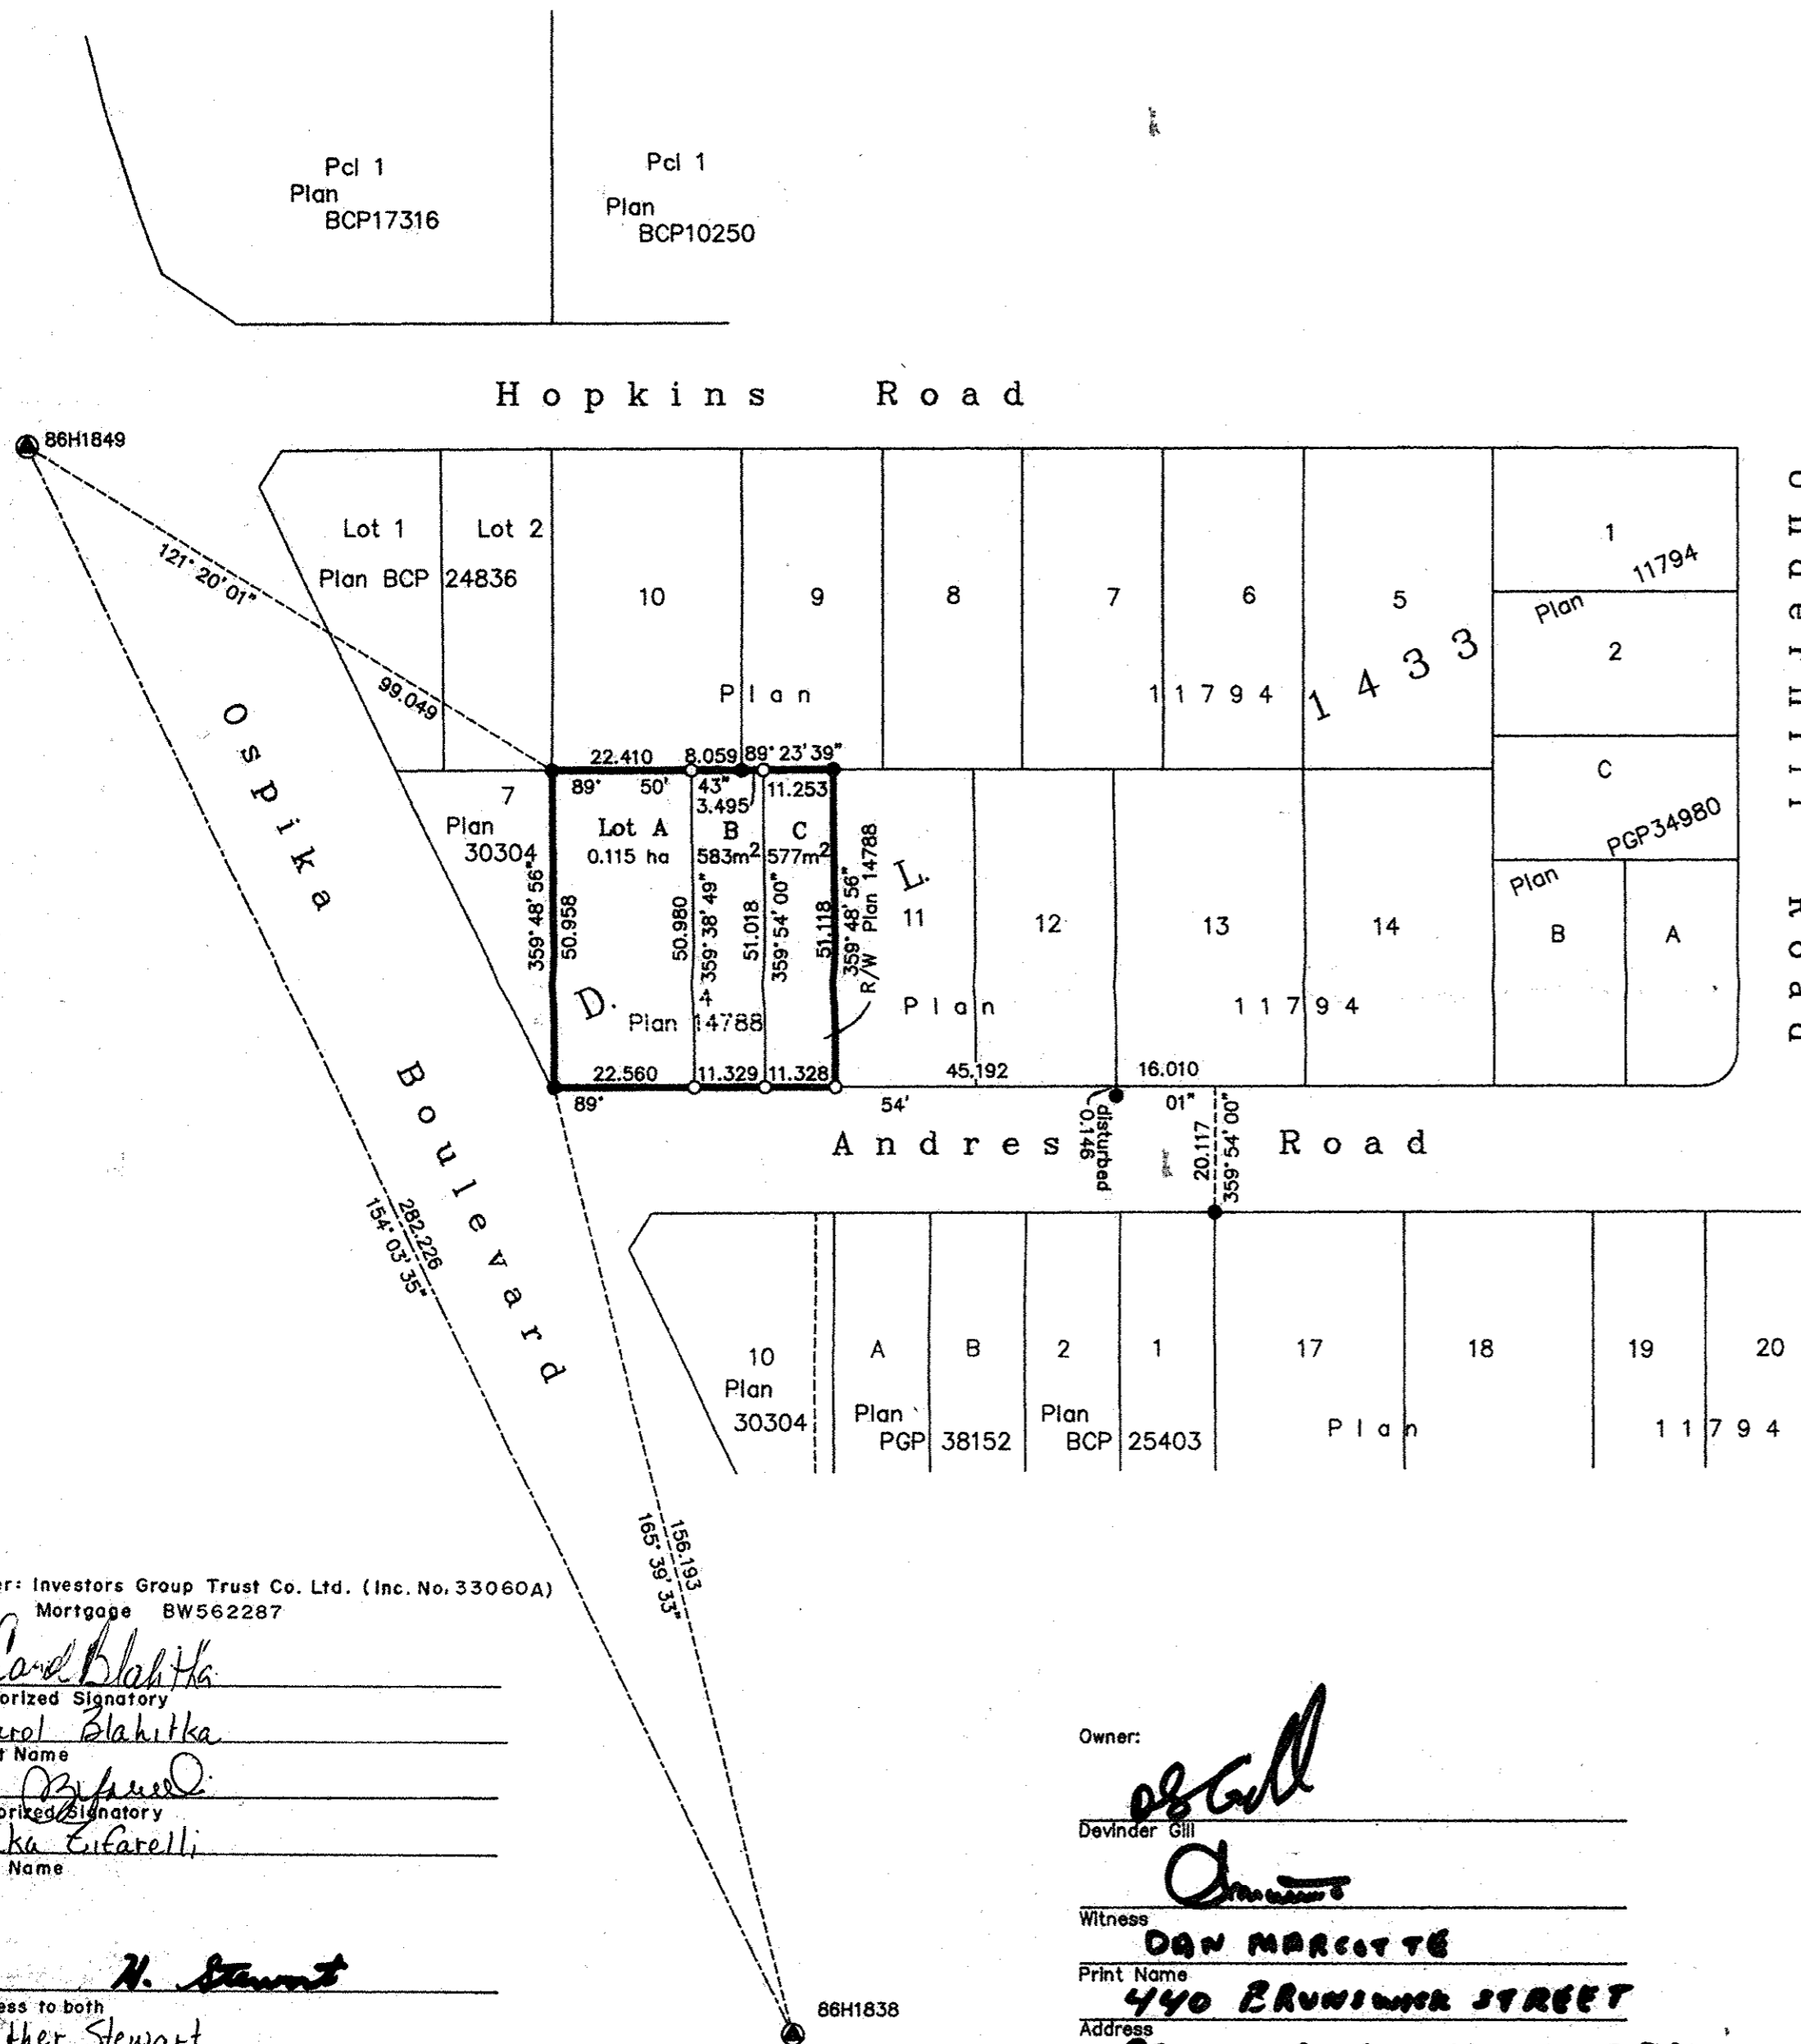 Pcl 1
Plan
BCP17316
Pcl 1
Plan
BCP10250
Hopkins Road
86H1849
121° 20' 01"
99.049
Lot 1
Lot 2
Plan BCP 24836
10
9
8
7
6
5
Plan 11794
1433
1
11794
Plan
2
C
PGP34980
Plan
B
A
Ospika Boulevard
22.410
8.059
89° 23' 39"
89° 50' 43"
3.495
11.253
7
Plan
30304
Lot A
0.115 ha
B
583m²
C
577m²
359° 48' 56"
50.958
50.980
359° 38' 49"
51.018
359° 54' 00"
51.118
359° 48' 56"
R/W Plan 14788
D. L.
4
Plan 14788
11
12
13
14
Plan 11794
22.560
11.329
11.328
45.192
16.010
89° 54' 01"
disturbed
0.146
20.117
359° 54' 00"
Andres Road
282.226
154° 03' 35"
10
Plan
30304
A
B
Plan
PGP 38152
2
1
Plan
BCP 25403
17
18
19
20
Plan 11794
156.193
165° 39' 33"
86H1838
er: Investors Group Trust Co. Ltd. (Inc. No. 33060A)
Mortgage BW562287
orized Signatory
arol Blahitka
t Name
orized Signatory
ka Zifarelli
Name
H. Stewart
ess to both
ther Stewart
Owner:
Devinder Gill
Witness
DAN MARCOTTE
Print Name
440 BRUNSWICK STREET
Address